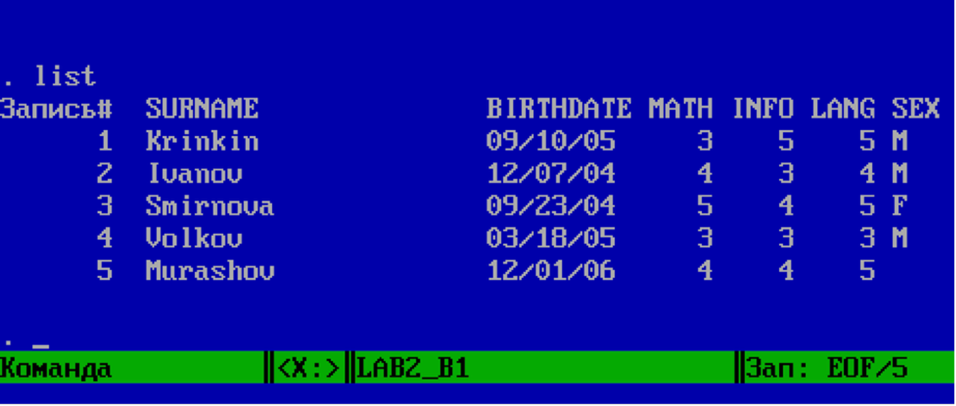 . list
Запись# SURNAME BIRTHDATE MATH INFO LANG SEX
1 Krinkin 09/10/05 3 5 5 M
2 Ivanov 12/07/04 4 3 4 M
3 Smirnova 09/23/04 5 4 5 F
4 Volkov 03/18/05 3 3 3 M
5 Murashov 12/01/06 4 4 5
. _
Команда ║<X:>║LAB2_B1 ║Зап: EOF/5